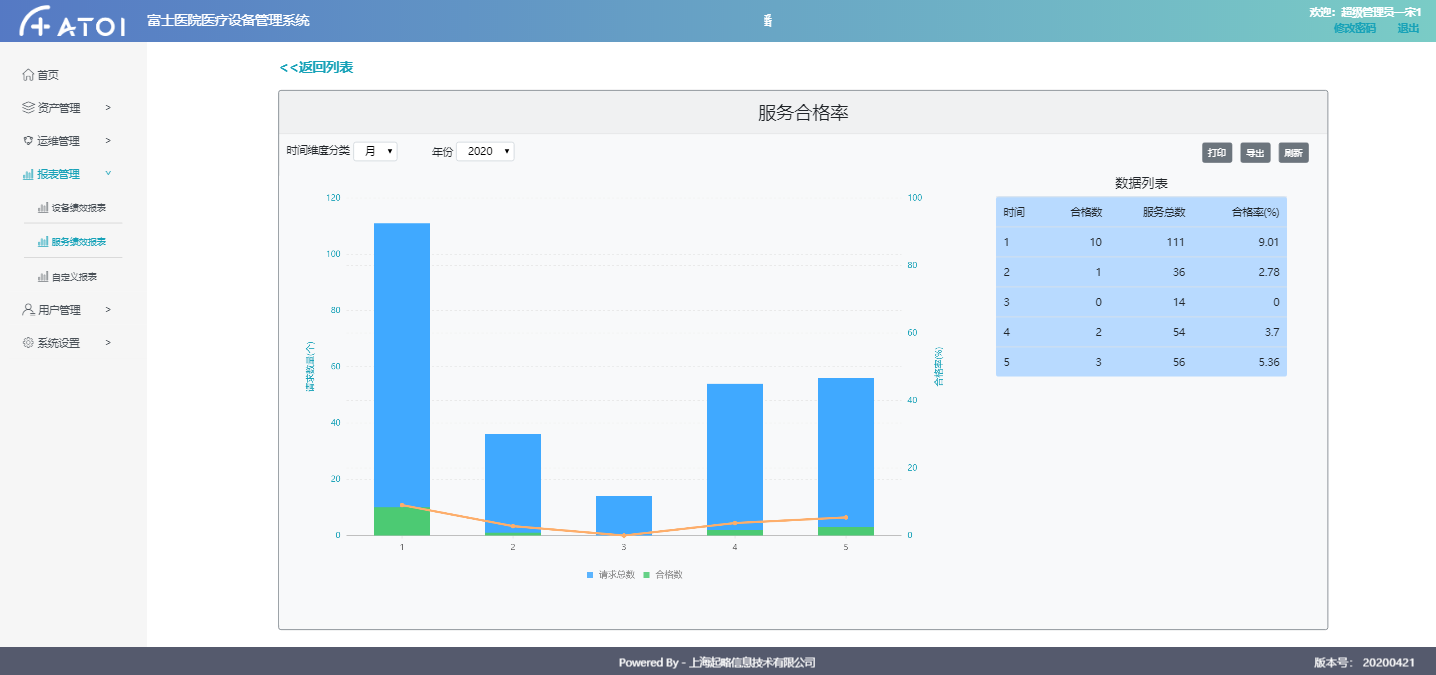 ATOI 富士医院医疗设备管理系统
欢迎：超级管理员—宋1
修改密码 退出
首页
资产管理 >
运维管理 >
报表管理
设备绩效报表
服务绩效报表
自定义报表
用户管理 >
系统设置 >
<<返回列表
服务合格率
时间维度分类 月 年份 2020
打印 导出 刷新
请求数量(个)
120
100
80
60
40
20
0
1 2 3 4 5
100
80
60
40
20
0
合格率(%)
请求总数 合格数
数据列表
时间 合格数 服务总数 合格率(%)
1 10 111 9.01
2 1 36 2.78
3 0 14 0
4 2 54 3.7
5 3 56 5.36
Powered By - 上海起略信息技术有限公司
版本号： 20200421